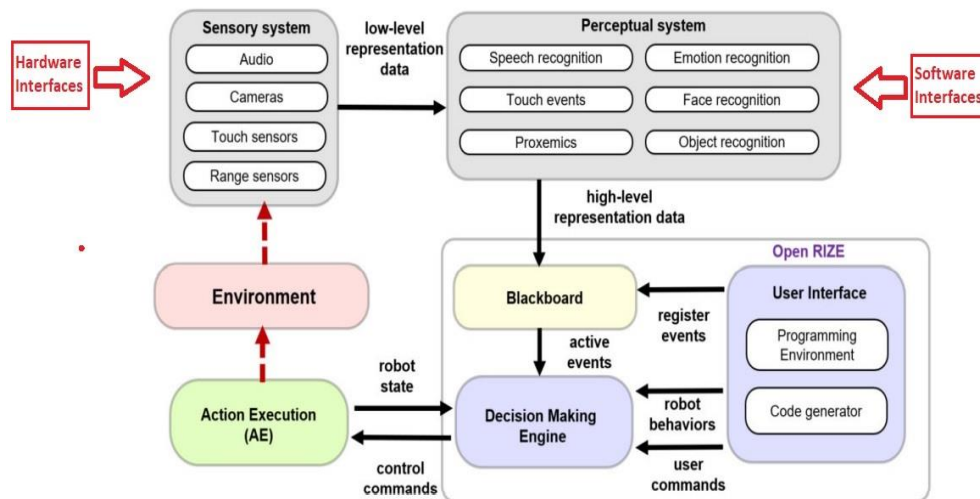 Hardware
Interfaces
Sensory system
Audio
Cameras
Touch sensors
Range sensors
low-level
representation
data
Perceptual system
Speech recognition
Emotion recognition
Touch events
Face recognition
Proxemics
Object recognition
Software
Interfaces
high-level
representation data
Open RIZE
Environment
Blackboard
User Interface
register
events
Programming
Environment
active
events
robot
state
Action Execution
(AE)
Decision Making
Engine
robot
behaviors
Code generator
control
commands
user
commands